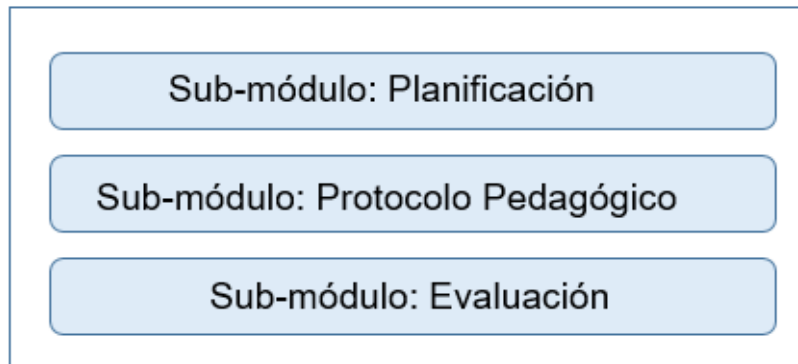 Sub-módulo: Planificación
Sub-módulo: Protocolo Pedagógico
Sub-módulo: Evaluación